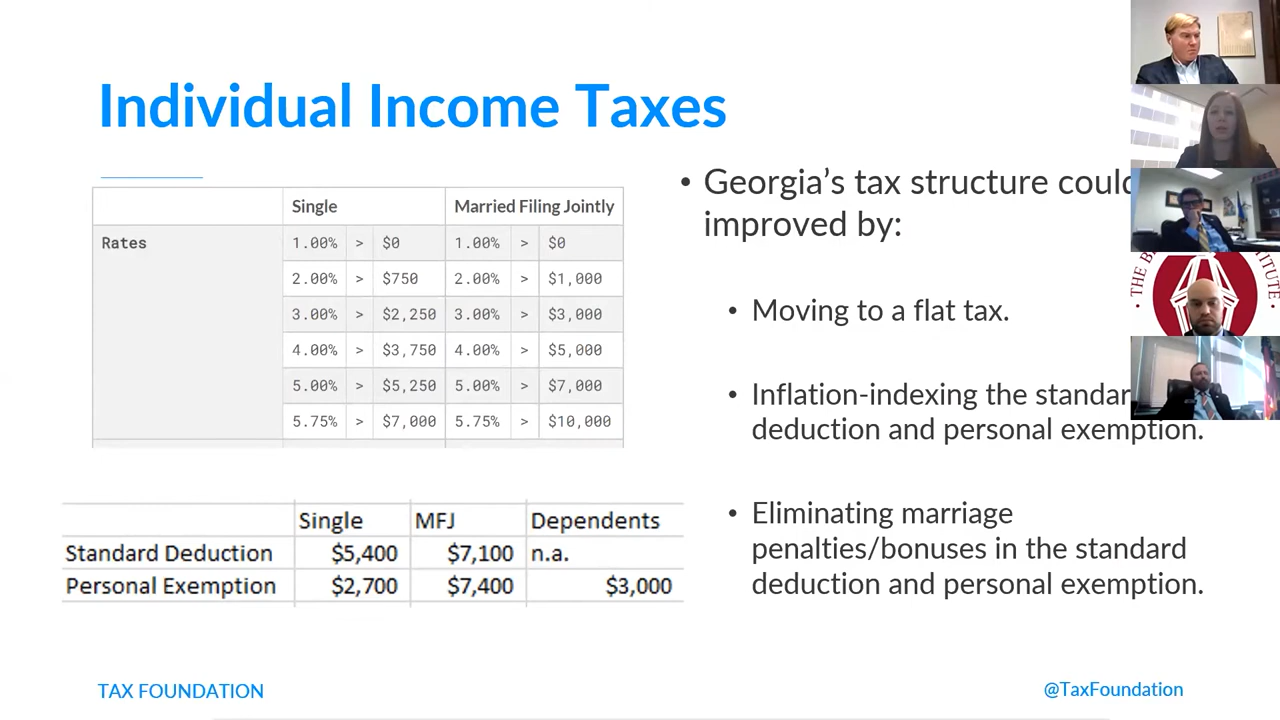 Individual Income Taxes
Single Married Filing Jointly
Rates 1.00% > $0 1.00% > $0
2.00% > $750 2.00% > $1,000
3.00% > $2,250 3.00% > $3,000
4.00% > $3,750 4.00% > $5,000
5.00% > $5,250 5.00% > $7,000
5.75% > $7,000 5.75% > $10,000
Single MFJ Dependents
Standard Deduction $5,400 $7,100 n.a.
Personal Exemption $2,700 $7,400 $3,000
• Georgia's tax structure could
improved by:
• Moving to a flat tax.
• Inflation-indexing the standar
deduction and personal exemption.
• Eliminating marriage
penalties/bonuses in the standard
deduction and personal exemption.
THE
TAX FOUNDATION
@TaxFoundation